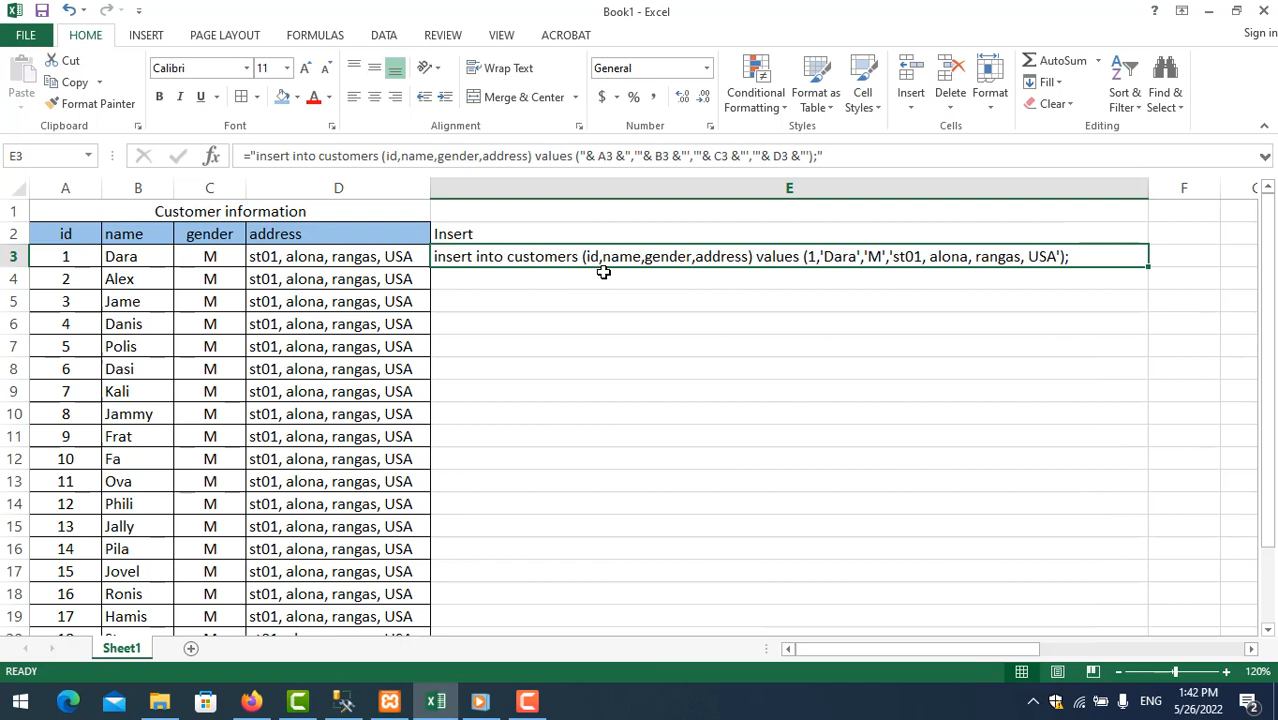 Book1 - Excel
?
Sign in
FILE HOME INSERT PAGE LAYOUT FORMULAS DATA REVIEW VIEW ACROBAT
Paste
Cut
Copy
Format Painter
Clipboard
Calibri 11
B I U
Font
Wrap Text
Merge & Center
Alignment
General
$ % ,
Number
Conditional Formatting
Format as Table
Cell Styles
Styles
Insert Delete Format
Cells
AutoSum
Fill
Clear
Sort & Filter
Find & Select
Editing
E3
="insert into customers (id,name,gender,address) values ("& A3 &",'"& B3 &"','"& C3 &"','"& D3 &"');"
A B C D E F
1 Customer information
2 id name gender address Insert
3 1 Dara M st01, alona, rangas, USA insert into customers (id,name,gender,address) values (1,'Dara','M','st01, alona, rangas, USA');
4 2 Alex M st01, alona, rangas, USA
5 3 Jame M st01, alona, rangas, USA
6 4 Danis M st01, alona, rangas, USA
7 5 Polis M st01, alona, rangas, USA
8 6 Dasi M st01, alona, rangas, USA
9 7 Kali M st01, alona, rangas, USA
10 8 Jammy M st01, alona, rangas, USA
11 9 Frat M st01, alona, rangas, USA
12 10 Fa M st01, alona, rangas, USA
13 11 Ova M st01, alona, rangas, USA
14 12 Phili M st01, alona, rangas, USA
15 13 Jally M st01, alona, rangas, USA
16 14 Pila M st01, alona, rangas, USA
17 15 Jovel M st01, alona, rangas, USA
18 16 Ronis M st01, alona, rangas, USA
19 17 Hamis M st01, alona, rangas, USA
Sheet1
READY
120%
ENG
1:42 PM
5/26/2022
2